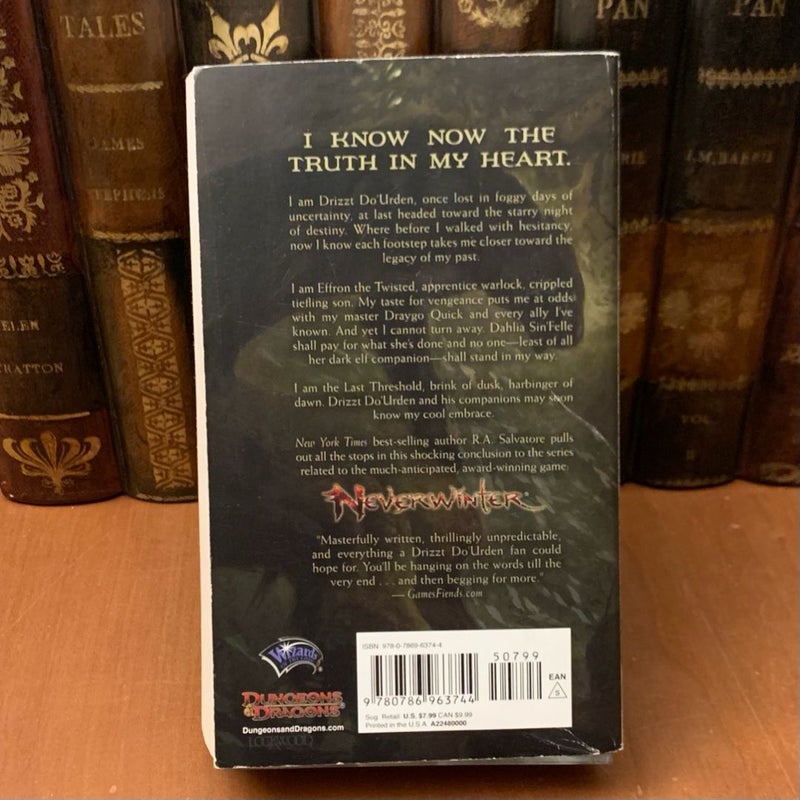 TALES
JAMES
STEPHENS
ELEN
RATTON
PAN
PAN
RIE
J.M. BARRIE
VOL
II
I KNOW NOW THE
TRUTH IN MY HEART.
I am Drizzt Do'Urden, once lost in foggy days of
uncertainty, at last headed toward the starry night
of destiny. Where before I walked with hesitancy,
now I know each footstep takes me closer toward the
legacy of my past.
I am Effron the Twisted, apprentice warlock, crippled
tiefling son. My taste for vengeance puts me at odds
with my master Draygo Quick and every ally I've
known. And yet I cannot turn away. Dahlia Sin'Felle
shall pay for what she's done and no one—least of all
her dark elf companion—shall stand in my way.
I am the Last Threshold, brink of dusk, harbinger of
dawn. Drizzt Do'Urden and his companions may soon
know my cool embrace.
New York Times best-selling author R.A. Salvatore pulls
out all the stops in this shocking conclusion to the series
related to the much-anticipated, award-winning game
NEVERWINTER
"Masterfully written, thrillingly unpredictable,
and everything a Drizzt Do'Urden fan could
hope for. You'll be hanging on the words till the
very end . . . and then begging for more."
— GamesFiends.com
Wizards
OF THE COAST
DUNGEONS
& DRAGONS®
DungeonsandDragons.com
LOCKWOOD
ISBN: 978-0-7869-6374-4
50799
9 780786 963744
EAN
S
Sug. Retail: U.S. $7.99 CAN $9.99
Printed in the U.S.A. A22480000